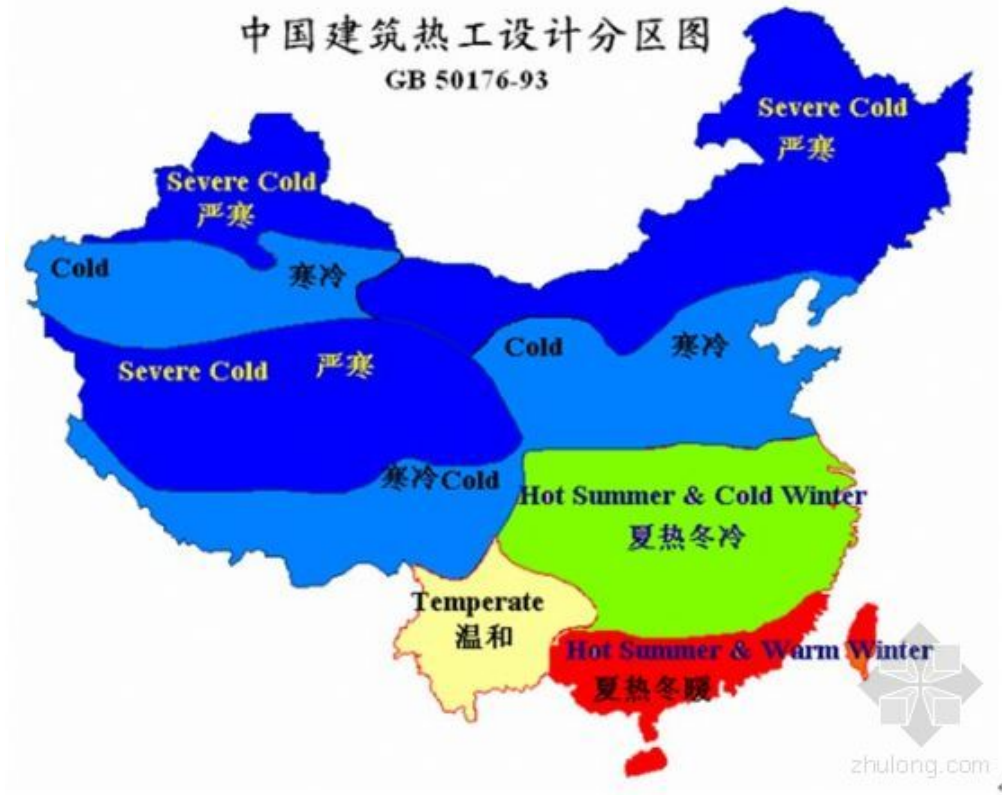 中国建筑热工设计分区图
GB 50176-93
Severe Cold
严寒
Severe Cold
严寒
Cold
寒冷
Cold
寒冷
Severe Cold
严寒
寒冷Cold
Hot Summer & Cold Winter
夏热冬冷
Temperate
温和
Hot Summer & Warm Winter
夏热冬暖
zhulong.com